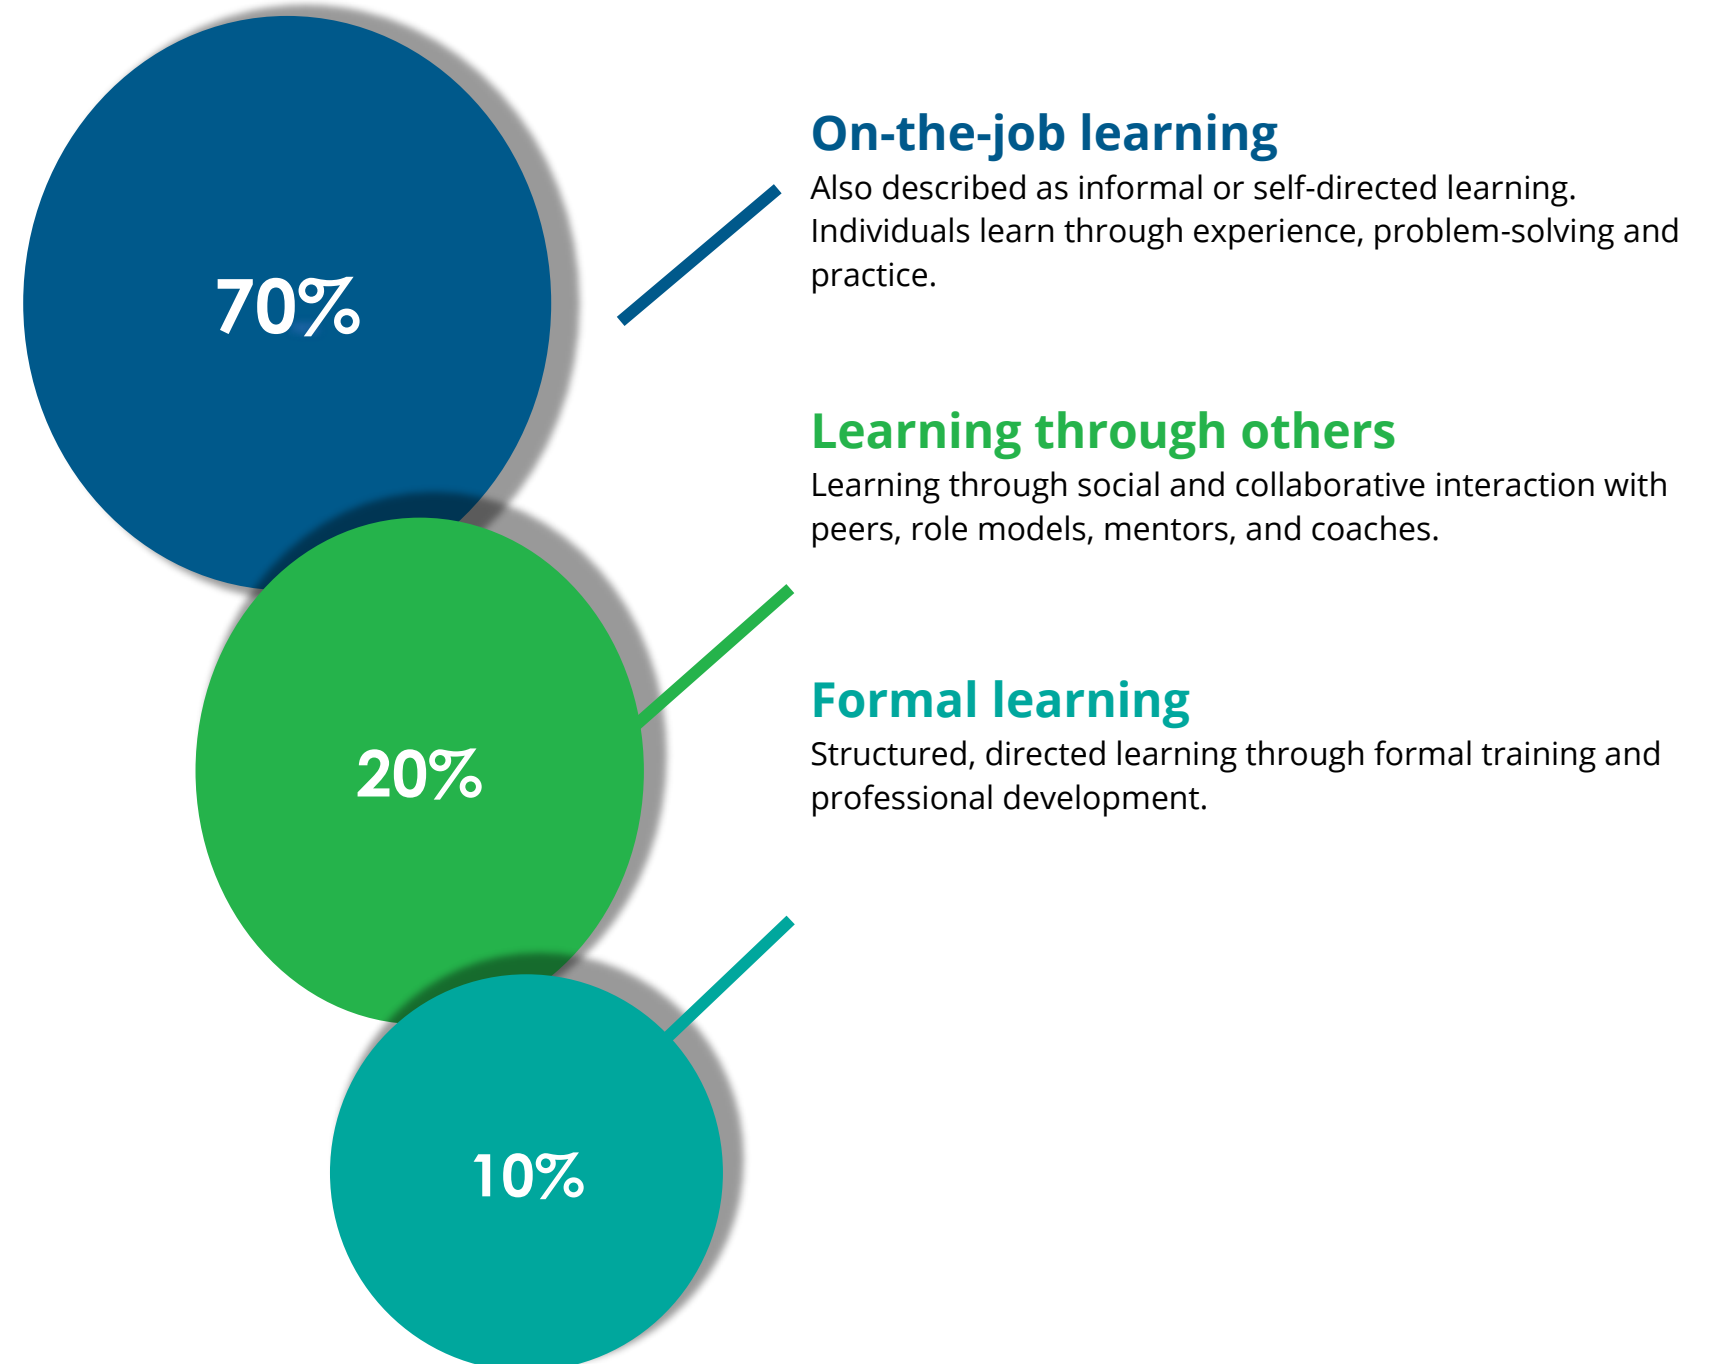 70%
On-the-job learning
Also described as informal or self-directed learning.
Individuals learn through experience, problem-solving and
practice.
20%
Learning through others
Learning through social and collaborative interaction with
peers, role models, mentors, and coaches.
10%
Formal learning
Structured, directed learning through formal training and
professional development.